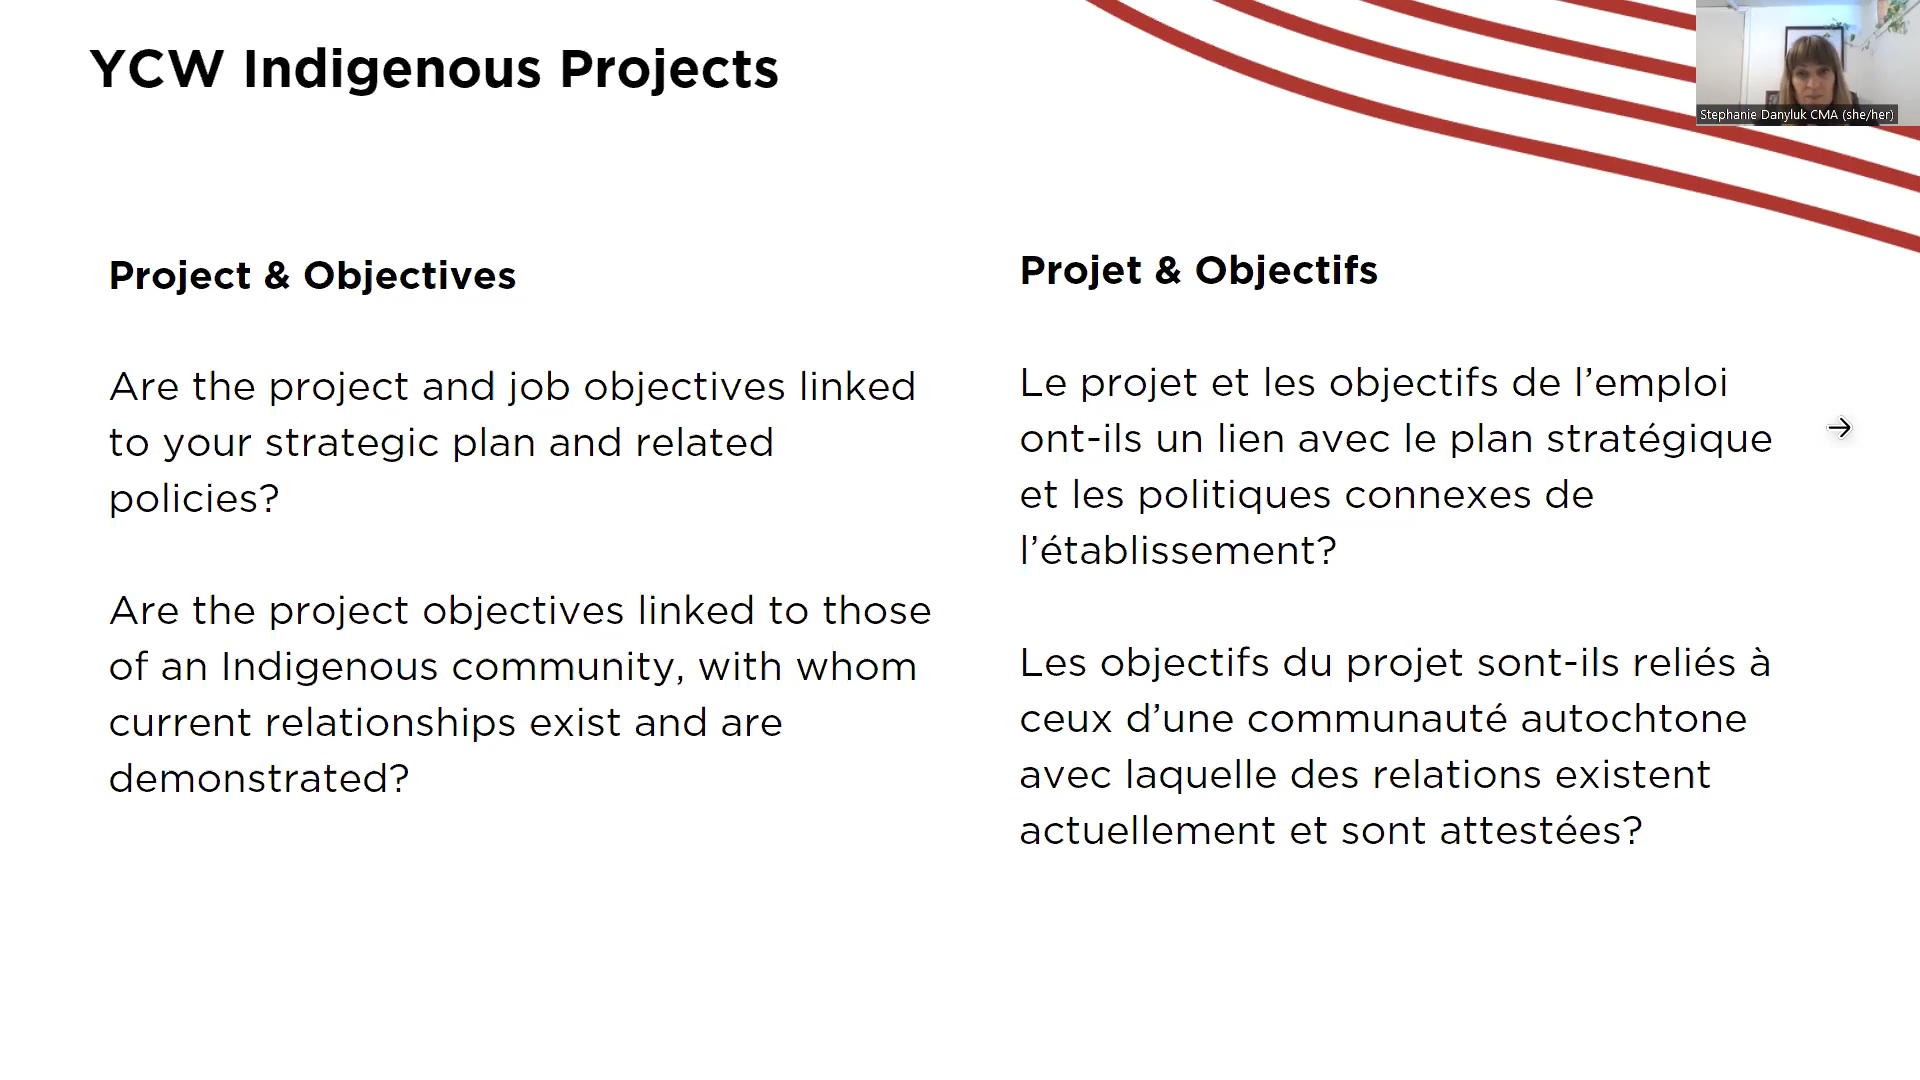 YCW Indigenous Projects
Stephanie Danyluk CMA (she/her)
Project & Objectives
Are the project and job objectives linked
to your strategic plan and related
policies?
Are the project objectives linked to those
of an Indigenous community, with whom
current relationships exist and are
demonstrated?
Projet & Objectifs
Le projet et les objectifs de l’emploi
ont-ils un lien avec le plan stratégique
et les politiques connexes de
l’établissement?
Les objectifs du projet sont-ils reliés à
ceux d’une communauté autochtone
avec laquelle des relations existent
actuellement et sont attestées?